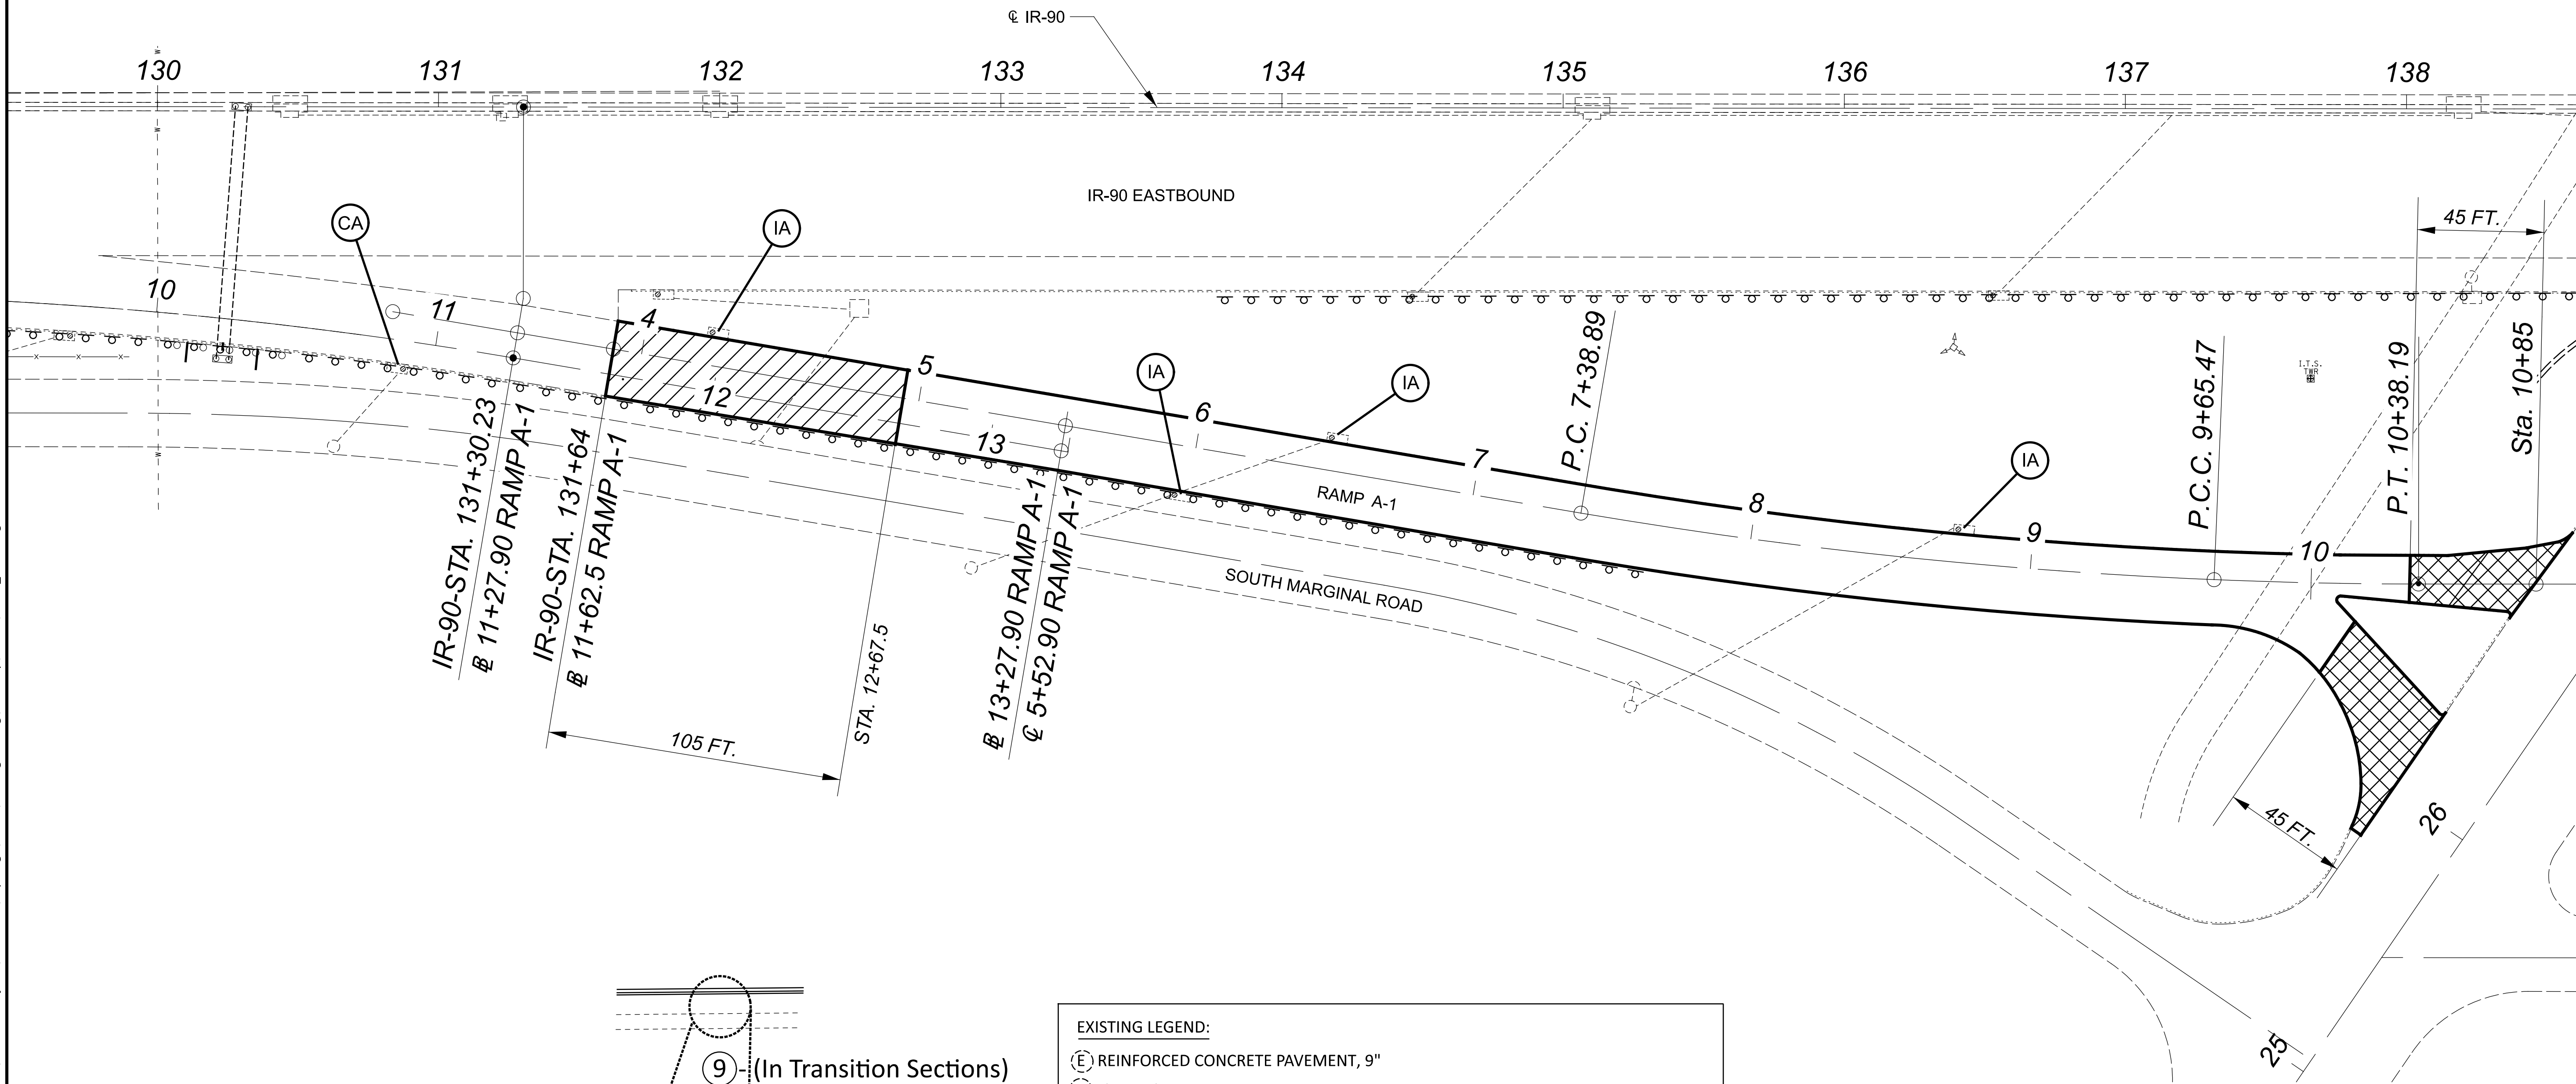 ℄ IR-90
130
131
132
133
134
135
136
137
138
IR-90 EASTBOUND
45 FT.
CA
IA
10
11
4
12
5
13
6
7
8
9
10
IA
IA
IA
RAMP A-1
SOUTH MARGINAL ROAD
I.T.S.
TWR
IR-90-STA. 131+30.23
BL 11+27.90 RAMP A-1
IR-90-STA. 131+64
BL 11+62.5 RAMP A-1
STA. 12+67.5
105 FT.
BL 13+27.90 RAMP A-1
℄ 5+52.90 RAMP A-1
P.C. 7+38.89
P.C.C. 9+65.47
P.T. 10+38.19
Sta. 10+85
45 FT.
26
25
9 - (In Transition Sections)
EXISTING LEGEND:
E REINFORCED CONCRETE PAVEMENT, 9"